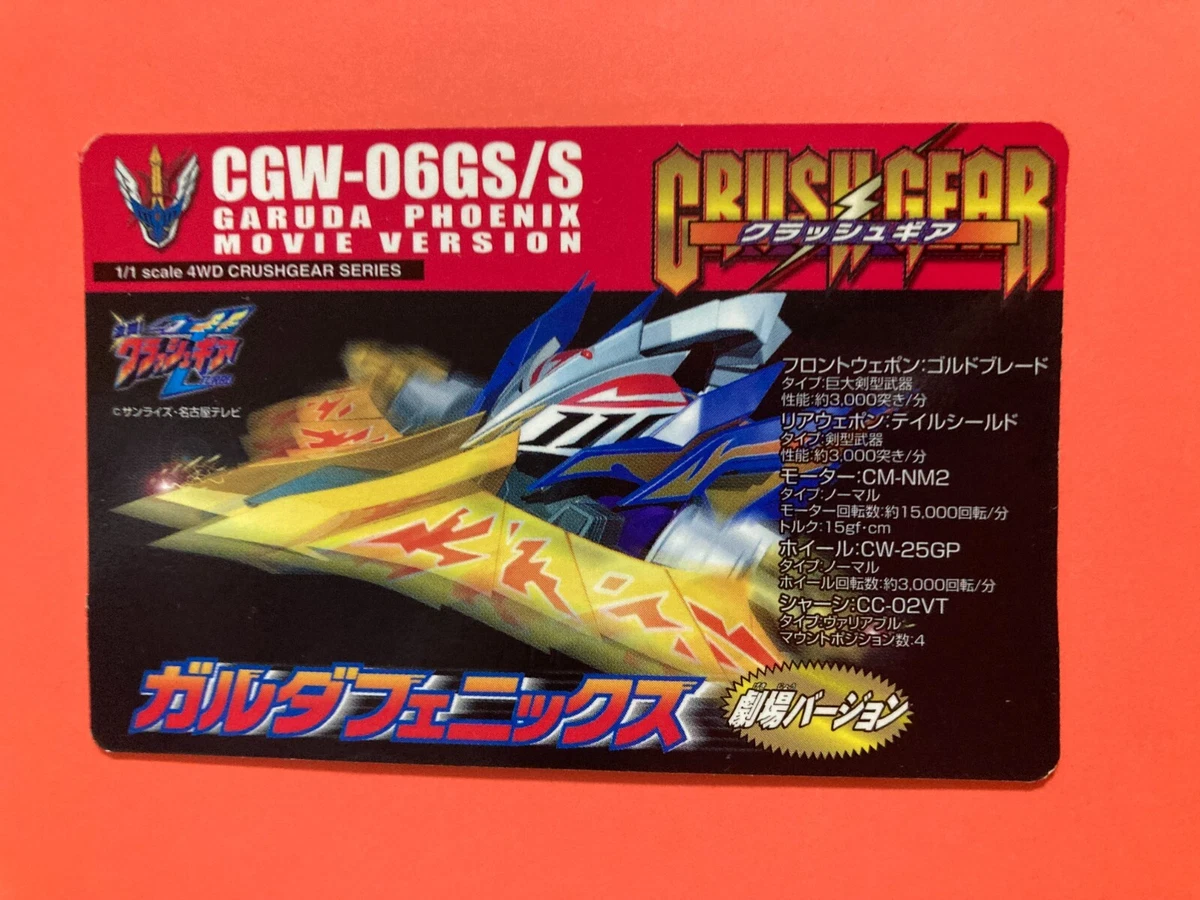 CGW-06GS/S
GARUDA PHOENIX
MOVIE VERSION
1/1 scale 4WD CRUSHGEAR SERIES
CRUSH GEAR
クラッシュギア
激闘!
クラッシュギア
©サンライズ・名古屋テレビ
フロントウェポン:ゴルドブレード
タイプ:巨大剣型武器
性能:約3,000突き/分
リアウェポン:テイルシールド
タイプ:剣型武器
性能:約3,000突き/分
モーター:CM-NM2
タイプ:ノーマル
モーター回転数:約15,000回転/分
トルク:15gf・cm
ホイール:CW-25GP
タイプ:ノーマル
ホイール回転数:約3,000回転/分
シャーシ:CC-02VT
タイプ:ヴァリアブル
マウントポジション数:4
ガルダフェニックス
劇場バージョン